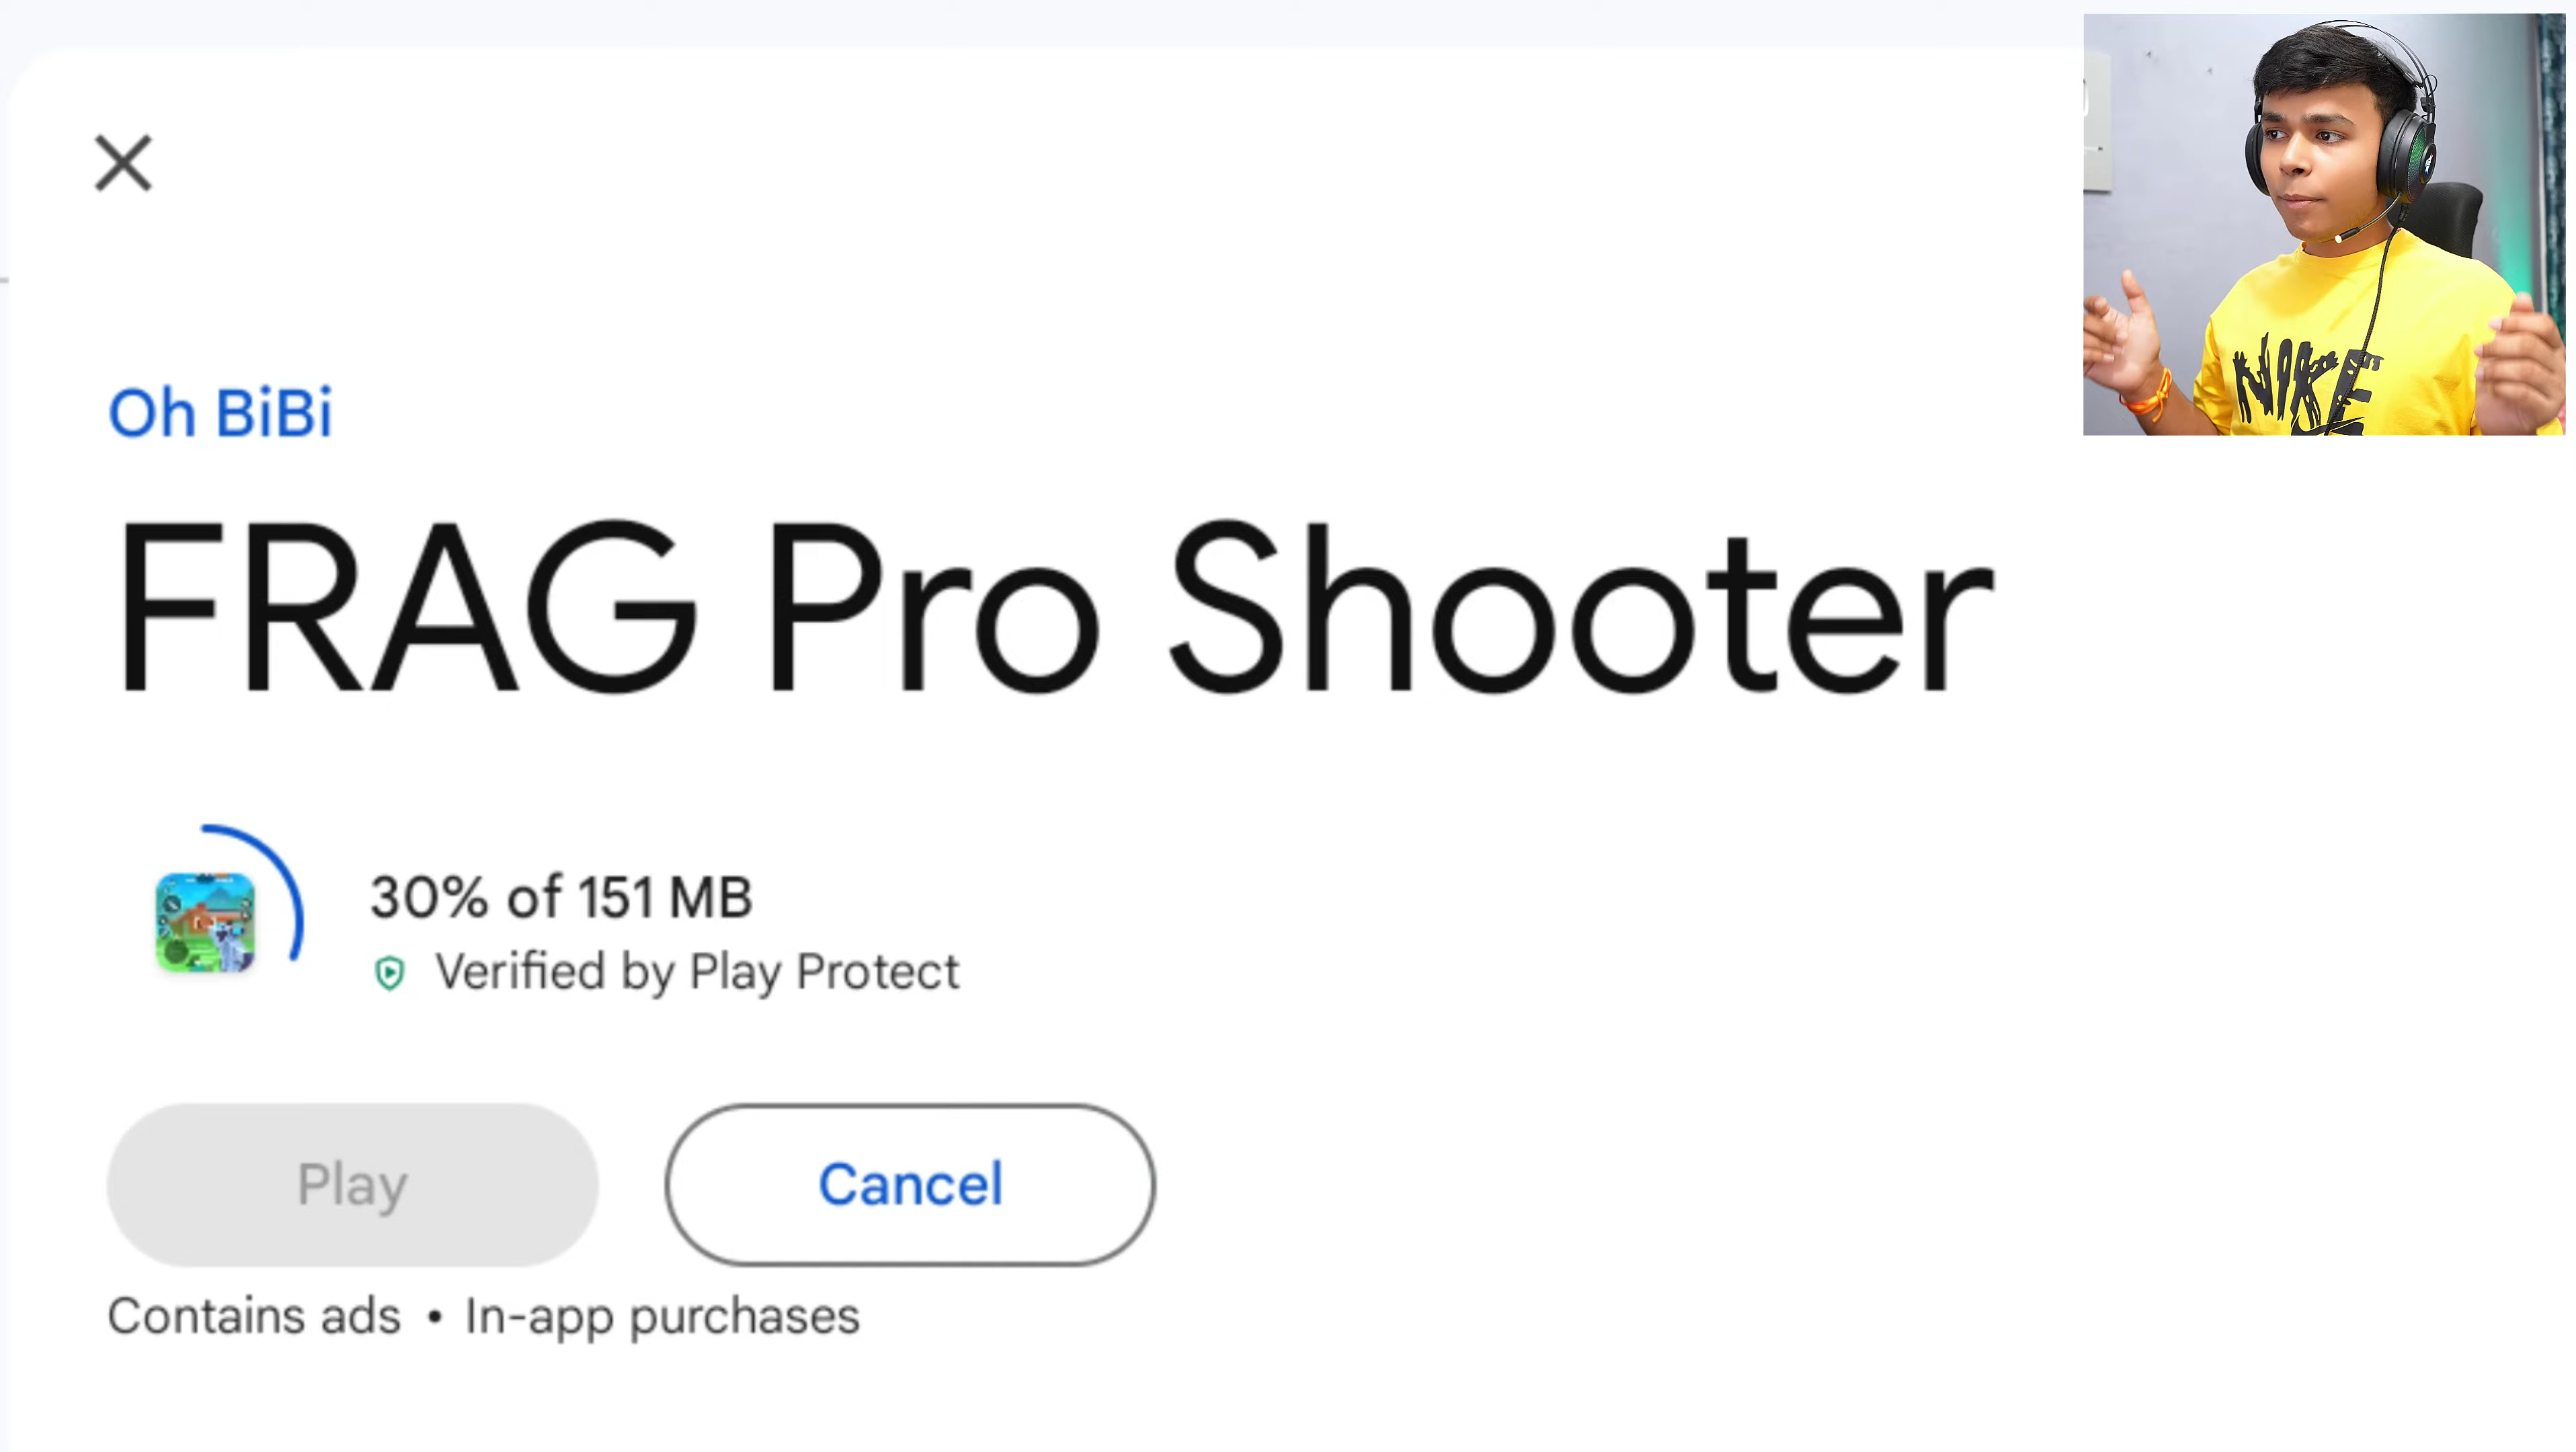 Oh BiBi
FRAG Pro Shooter
30% of 151 MB
Verified by Play Protect
Play
Cancel
Contains ads • In-app purchases
NIKE